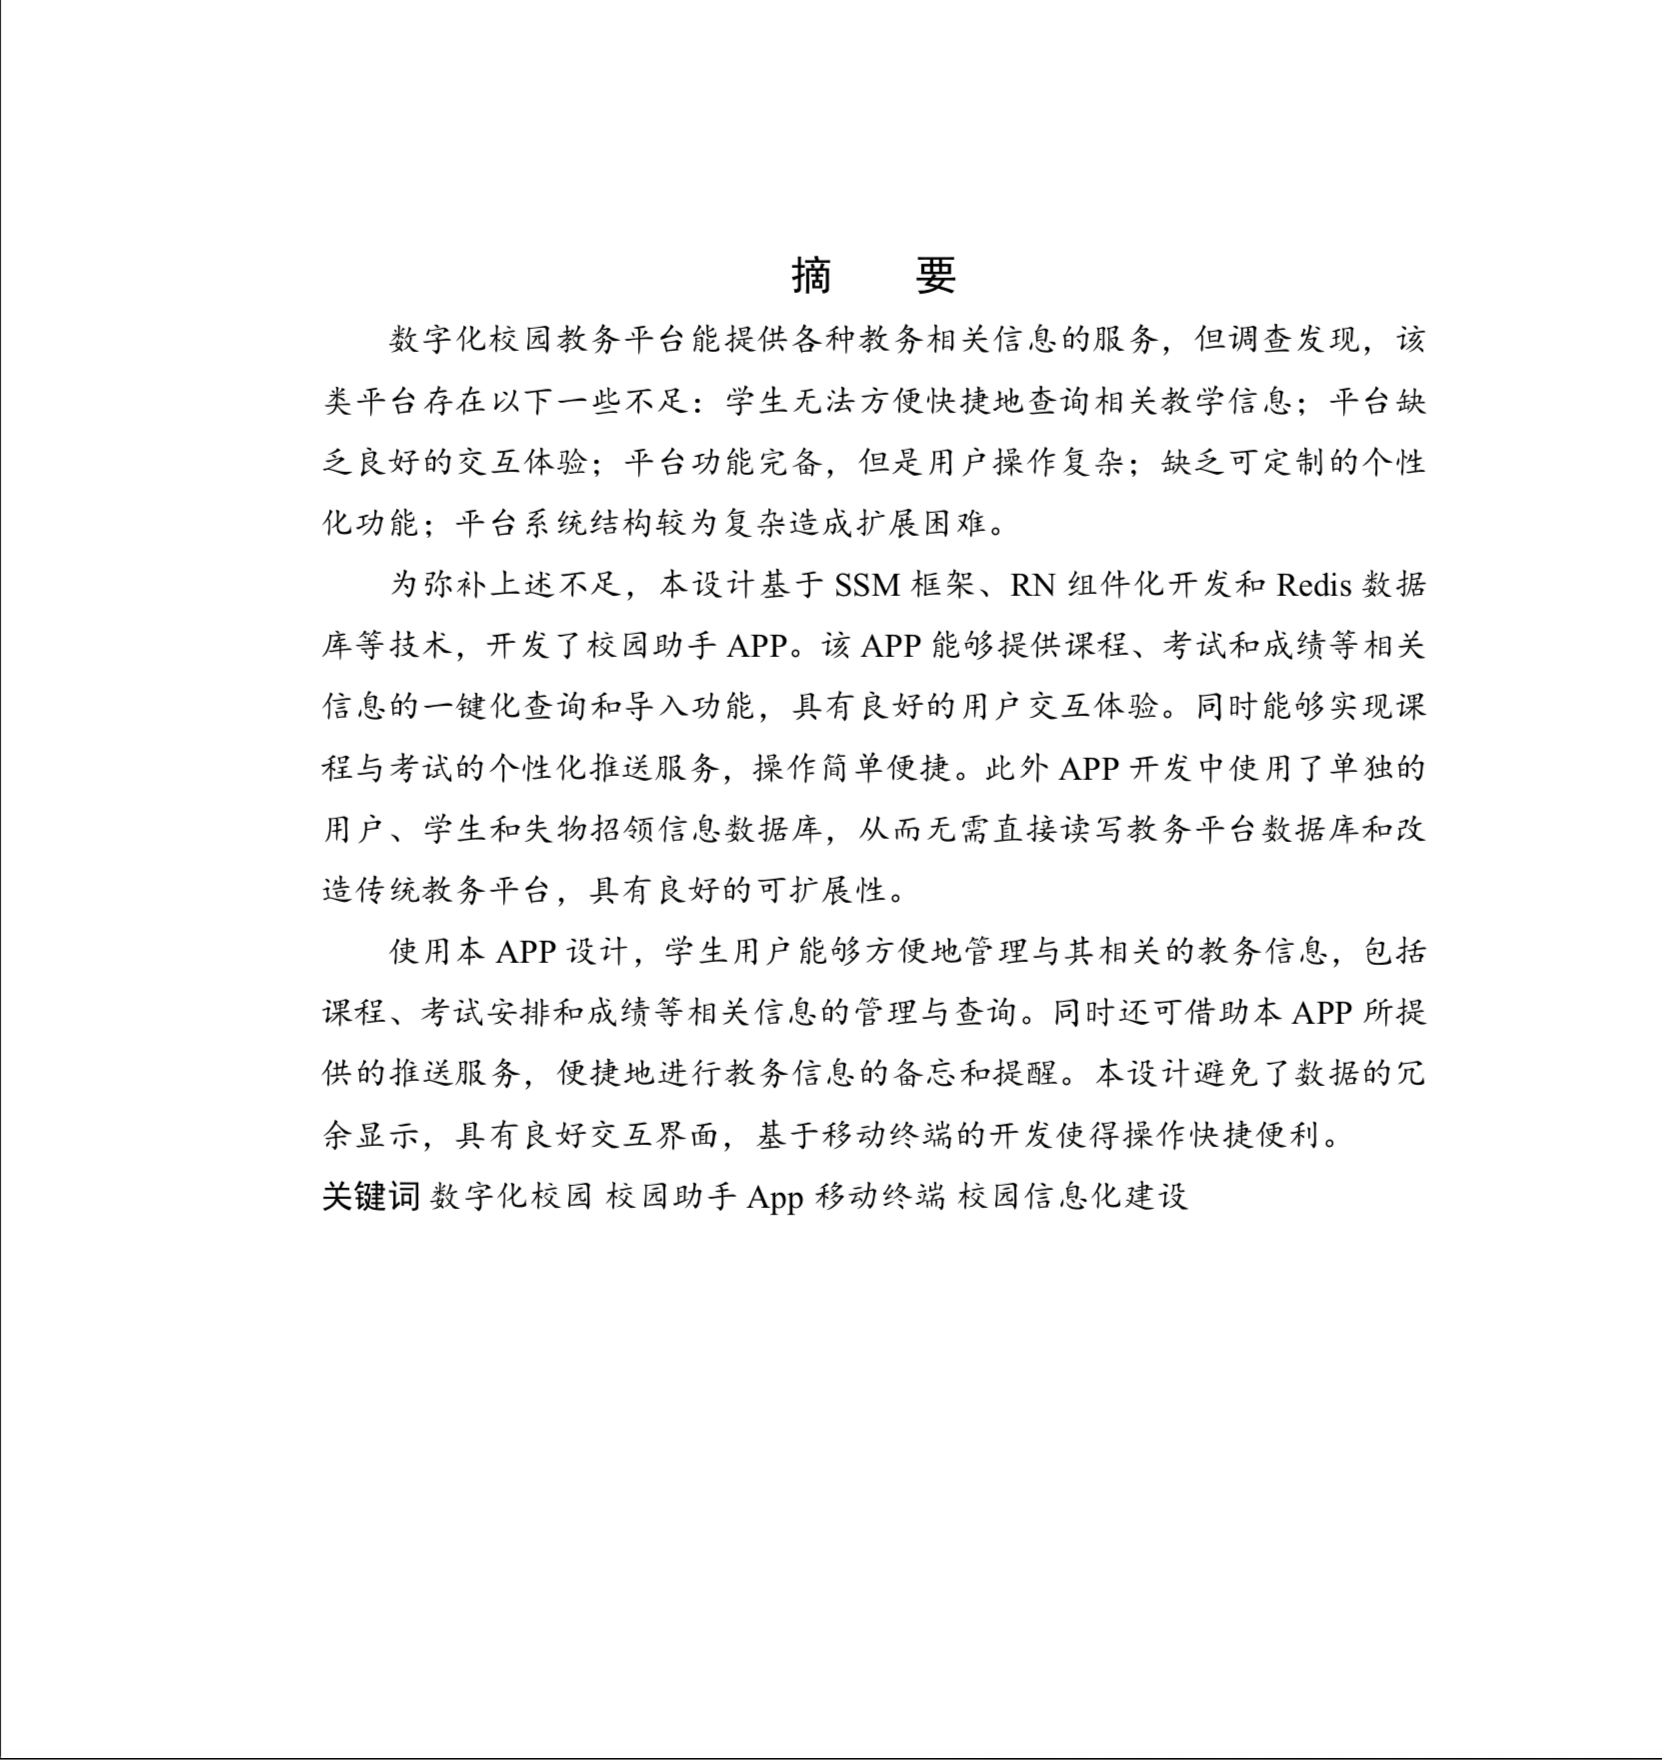 摘 要
数字化校园教务平台能提供各种教务相关信息的服务，但调查发现，该
类平台存在以下一些不足：学生无法方便快捷地查询相关教学信息；平台缺
乏良好的交互体验；平台功能完备，但是用户操作复杂；缺乏可定制的个性
化功能；平台系统结构较为复杂造成扩展困难。
为弥补上述不足，本设计基于 SSM 框架、RN 组件化开发和 Redis 数据
库等技术，开发了校园助手 APP。该 APP 能够提供课程、考试和成绩等相关
信息的一键化查询和导入功能，具有良好的用户交互体验。同时能够实现课
程与考试的个性化推送服务，操作简单便捷。此外 APP 开发中使用了单独的
用户、学生和失物招领信息数据库，从而无需直接读写教务平台数据库和改
造传统教务平台，具有良好的可扩展性。
使用本 APP 设计，学生用户能够方便地管理与其相关的教务信息，包括
课程、考试安排和成绩等相关信息的管理与查询。同时还可借助本 APP 所提
供的推送服务，便捷地进行教务信息的备忘和提醒。本设计避免了数据的冗
余显示，具有良好交互界面，基于移动终端的开发使得操作快捷便利。
关键词 数字化校园 校园助手 App 移动终端 校园信息化建设